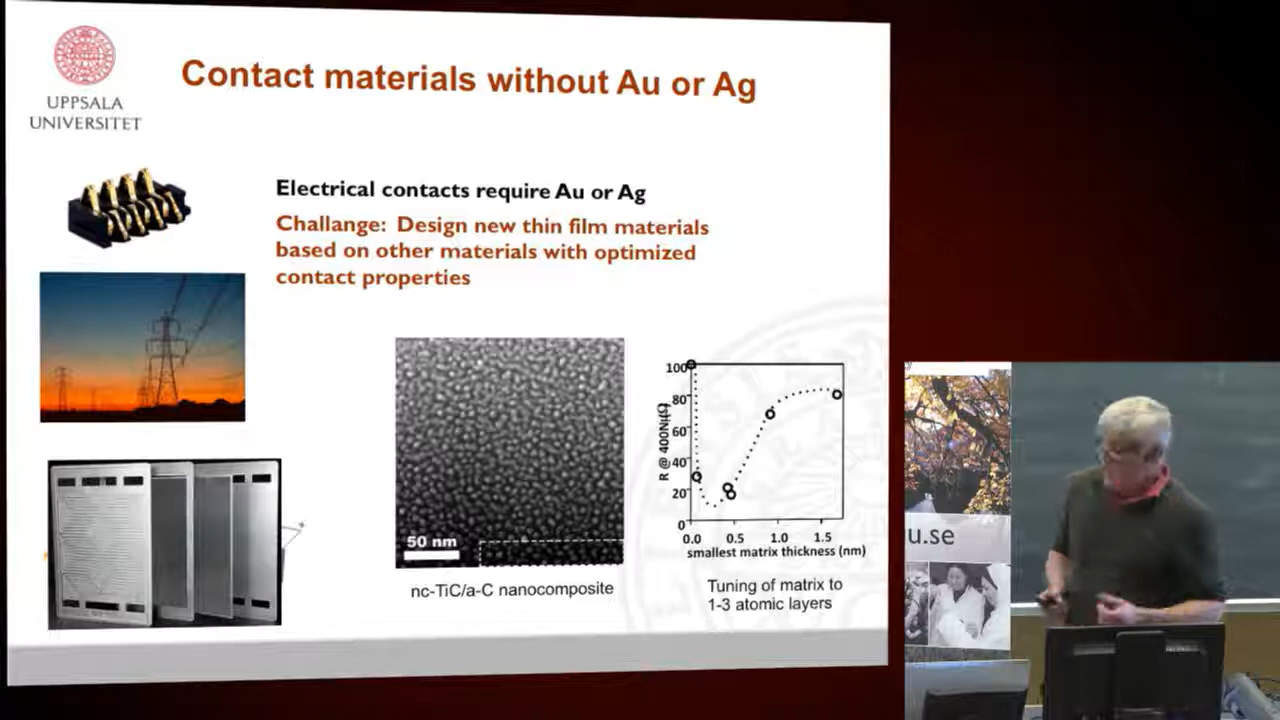 Contact materials without Au or Ag
UPPSALA
UNIVERSITET
Electrical contacts require Au or Ag
Challange: Design new thin film materials
based on other materials with optimized
contact properties
50 nm
nc-TiC/a-C nanocomposite
100
80
60
40
20
0
R @ 400N
0.0 0.5 1.0 1.5
smallest matrix thickness (nm)
Tuning of matrix to
1-3 atomic layers
u.se